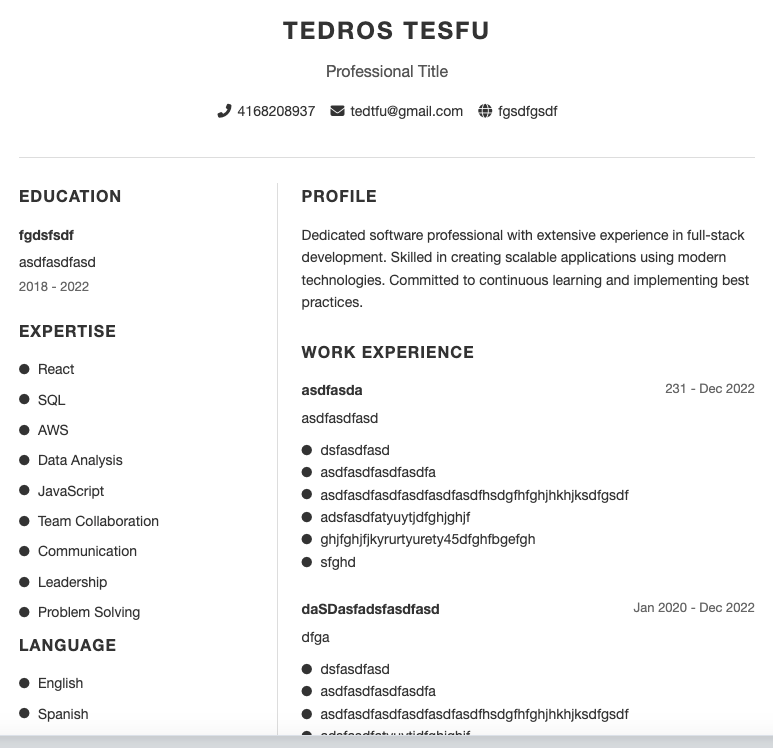 TEDROS TESFU
Professional Title
4168208937 tedtfu@gmail.com fgsdfgsdf
EDUCATION
fgdsfsdf
asdfasdfasd
2018 - 2022
EXPERTISE
React
SQL
AWS
Data Analysis
JavaScript
Team Collaboration
Communication
Leadership
Problem Solving
LANGUAGE
English
Spanish
PROFILE
Dedicated software professional with extensive experience in full-stack
development. Skilled in creating scalable applications using modern
technologies. Committed to continuous learning and implementing best
practices.
WORK EXPERIENCE
asdfasda 231 - Dec 2022
asdfasdfasd
dsfasdfasd
asdfasdfasdfasdfa
asdfasdfasdfasdfasdfasdfhsdgfhfghjhkhjksdfgsdf
adsfasdfatyuytjdfghjghjf
ghjfghjfjkyrurtyurety45dfghfbgefgh
sfghd
daSDasfadsfasdfasd Jan 2020 - Dec 2022
dfga
dsfasdfasd
asdfasdfasdfasdfa
asdfasdfasdfasdfasdfasdfhsdgfhfghjhkhjksdfgsdf